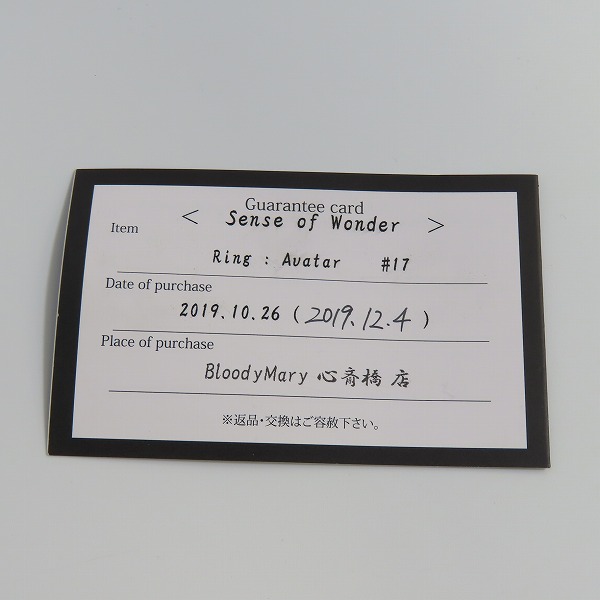 Guarantee card
< Sense of Wonder >
Item
Ring : Avatar #17
Date of purchase
2019.10.26 ( 2019.12.4 )
Place of purchase
BloodyMary 心斎橋 店
※返品・交換はご容赦下さい。